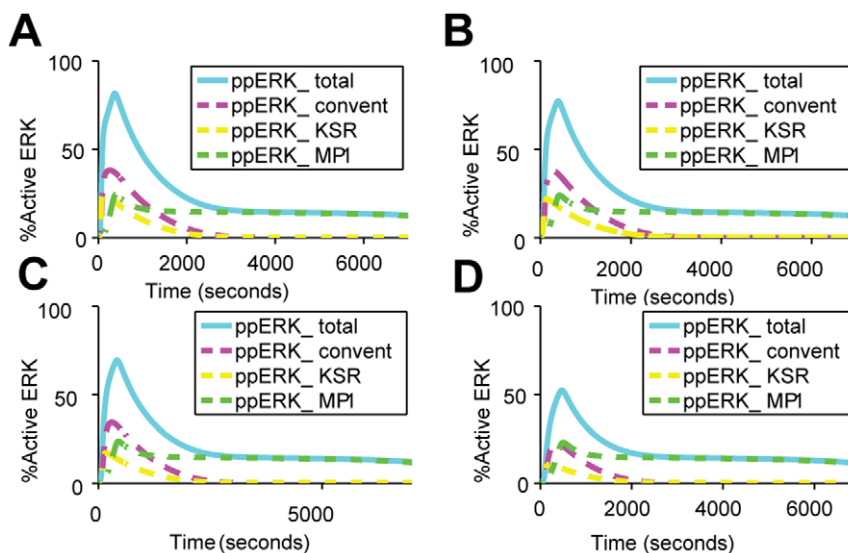 A
100
50
0
%Active ERK
ppERK_ total
ppERK_ convent
ppERK_ KSR
ppERK_ MP1
0 2000 4000 6000
Time (seconds)
B
100
50
0
%Active ERK
ppERK_ total
ppERK_ convent
ppERK_ KSR
ppERK_ MP1
0 2000 4000 6000
Time (seconds)
C
100
50
0
%Active ERK
ppERK_ total
ppERK_ convent
ppERK_ KSR
ppERK_ MP1
0 5000
Time (seconds)
D
100
50
0
%Active ERK
ppERK_ total
ppERK_ convent
ppERK_ KSR
ppERK_ MP1
0 2000 4000 6000
Time (seconds)